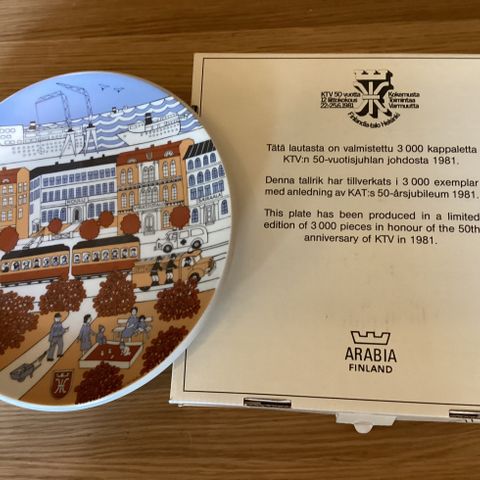 KTV 50 vuotta
12 liittokokous
22-25.6.1981
Kokemusta
Toimintaa
Varmuutta
Finlandia-talo Helsinki
Tätä lautasta on valmistettu 3 000 kappaletta
KTV:n 50-vuotisjuhlan johdosta 1981.
Denna tallrik har tillverkats i 3 000 exemplar
med anledning av KAT:s 50-årsjubileum 1981.
This plate has been produced in a limited
edition of 3 000 pieces in honour of the 50th
anniversary of KTV in 1981.
ARABIA
FINLAND